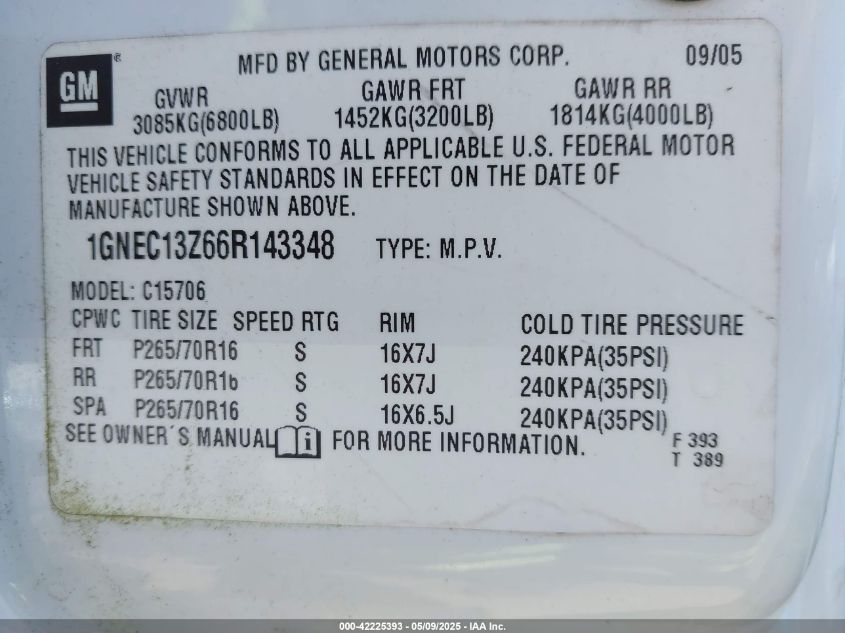 GM ® MFD BY GENERAL MOTORS CORP. 09/05
GVWR GAWR FRT GAWR RR
3085KG(6800LB) 1452KG(3200LB) 1814KG(4000LB)
THIS VEHICLE CONFORMS TO ALL APPLICABLE U.S. FEDERAL MOTOR
VEHICLE SAFETY STANDARDS IN EFFECT ON THE DATE OF
MANUFACTURE SHOWN ABOVE.
1GNEC13Z66R143348 TYPE: M.P.V.
MODEL: C15706
CPWC TIRE SIZE SPEED RTG RIM COLD TIRE PRESSURE
FRT P265/70R16 S 16X7J 240KPA(35PSI)
RR P265/70R16 S 16X7J 240KPA(35PSI)
SPA P265/70R16 S 16X6.5J 240KPA(35PSI)
SEE OWNER´S MANUAL i FOR MORE INFORMATION.
F 393
T 389
000-42225393 - 05/09/2025 - IAA Inc.